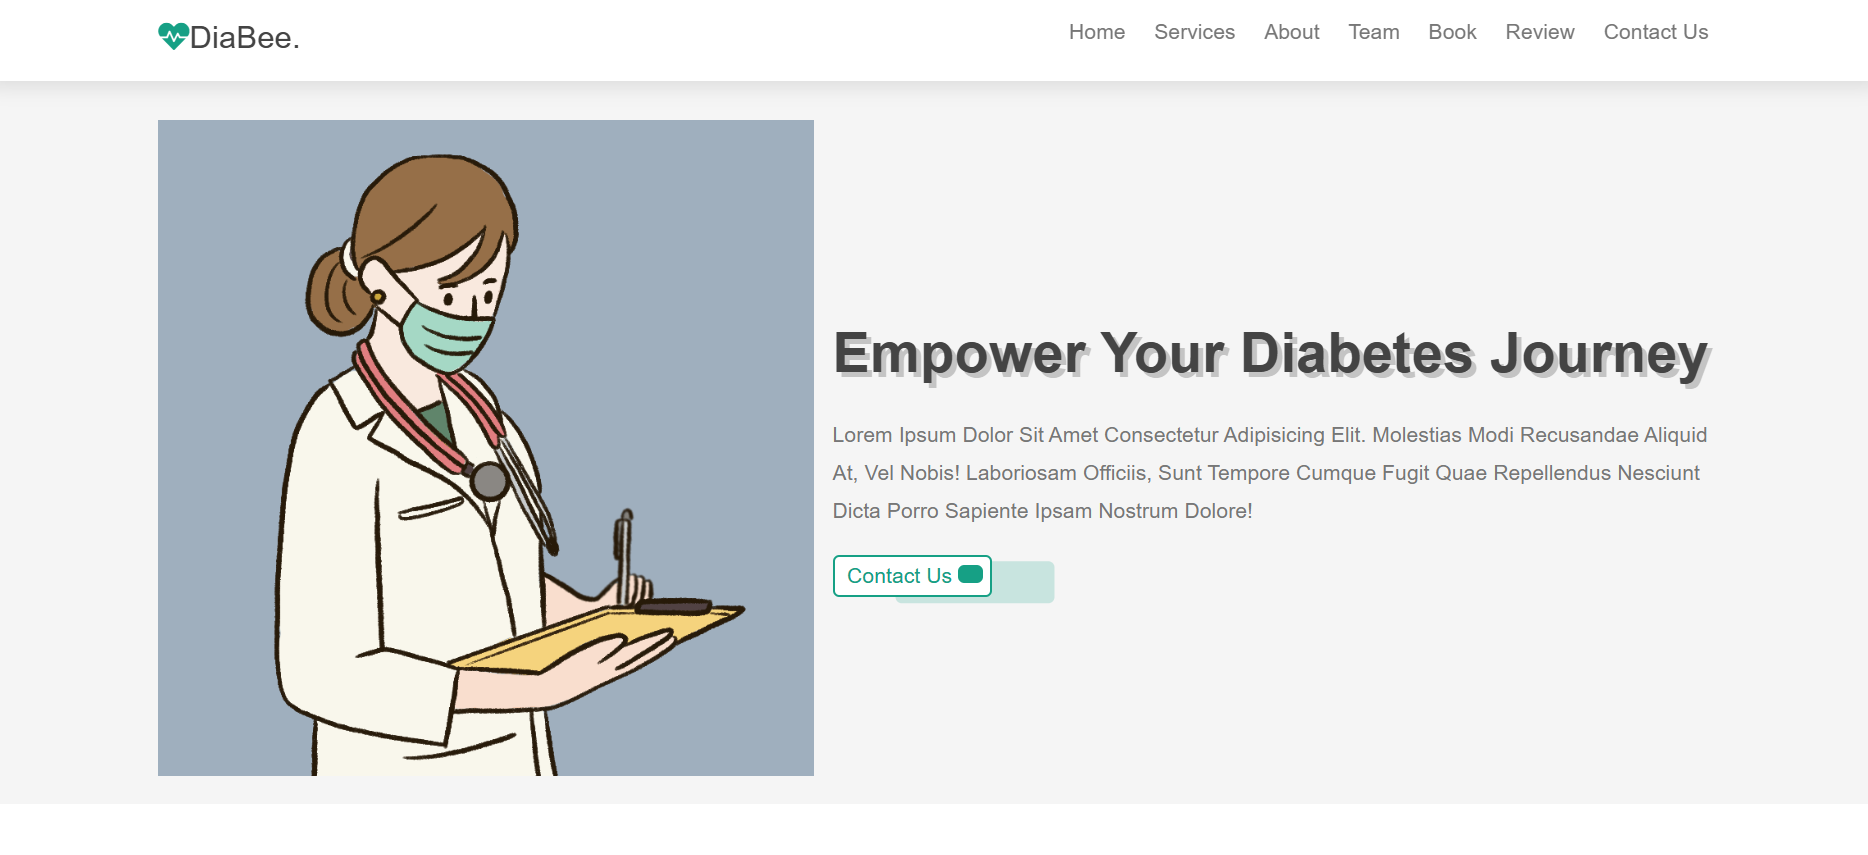 DiaBee.
Home Services About Team Book Review Contact Us
Empower Your Diabetes Journey
Lorem Ipsum Dolor Sit Amet Consectetur Adipisicing Elit. Molestias Modi Recusandae Aliquid
At, Vel Nobis! Laboriosam Officiis, Sunt Tempore Cumque Fugit Quae Repellendus Nesciunt
Dicta Porro Sapiente Ipsam Nostrum Dolore!
Contact Us